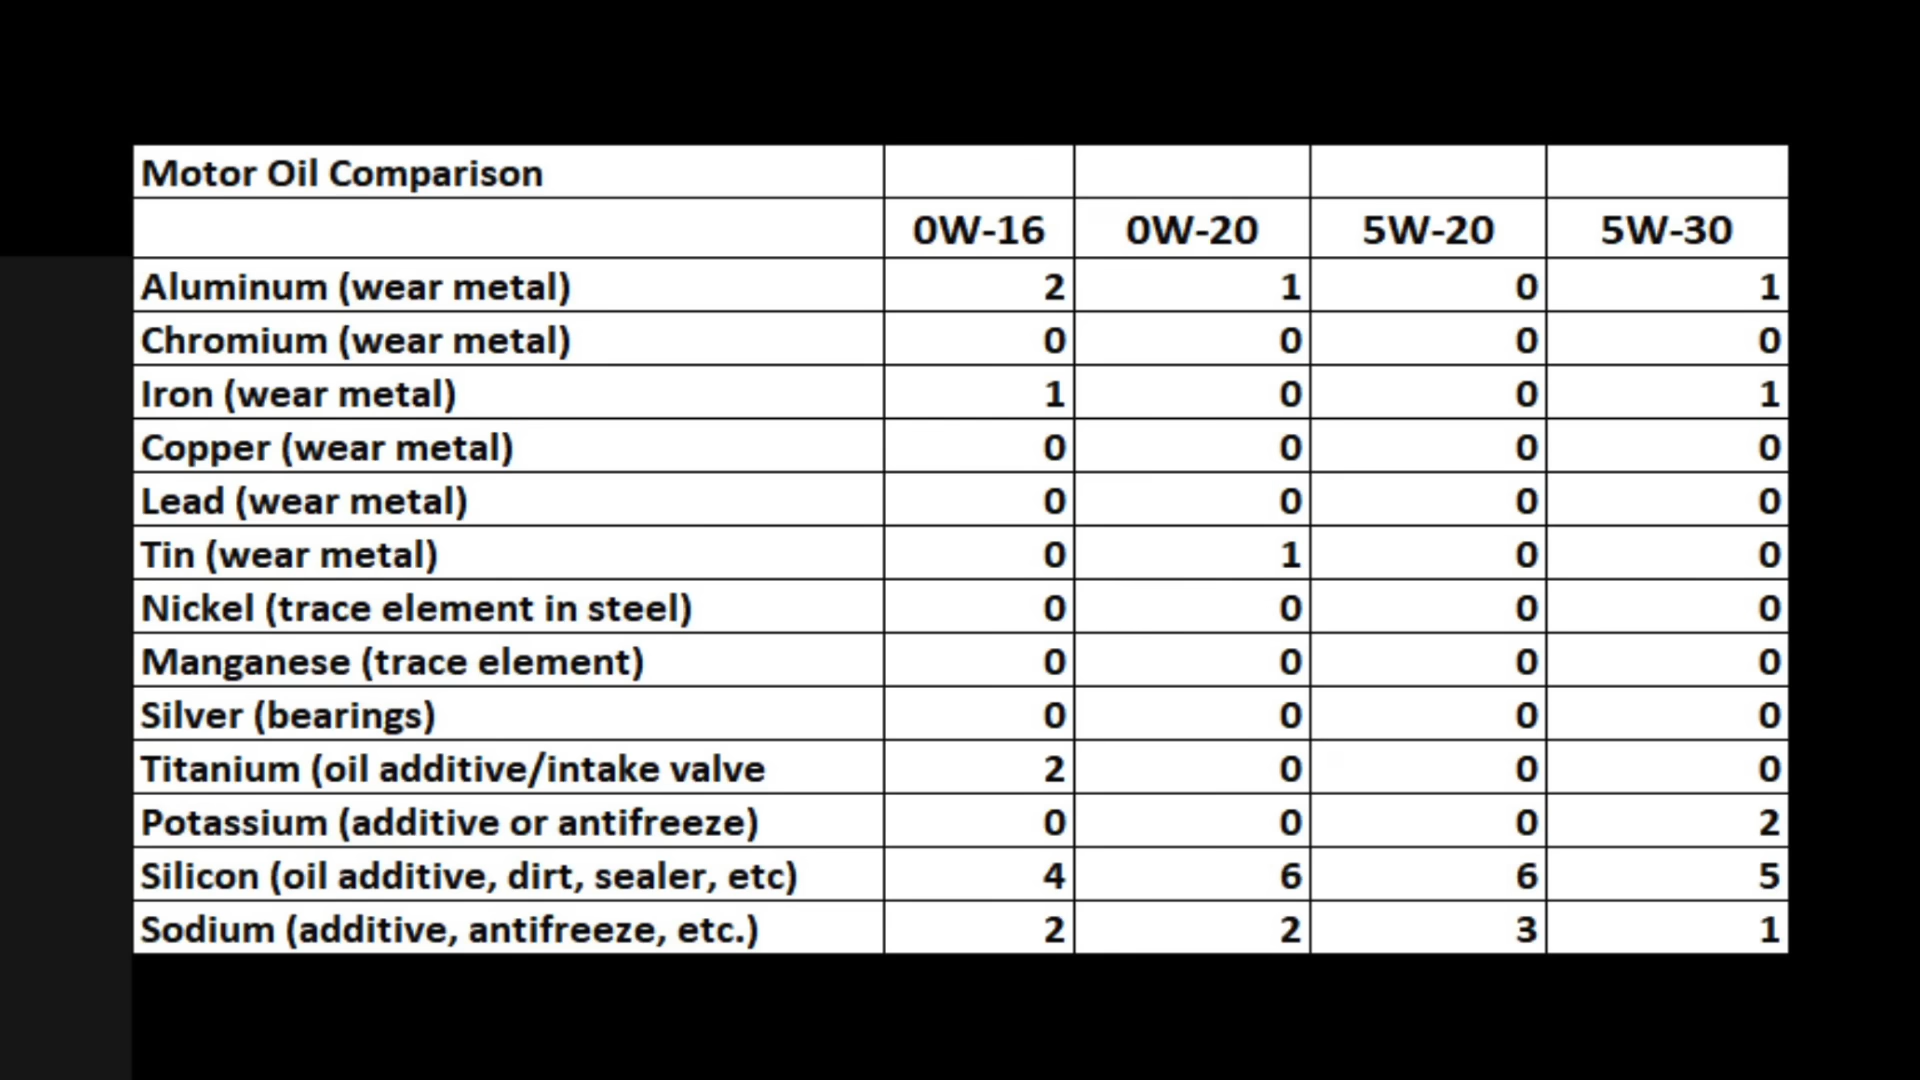 Motor Oil Comparison
0W-16 0W-20 5W-20 5W-30
Aluminum (wear metal) 2 1 0 1
Chromium (wear metal) 0 0 0 0
Iron (wear metal) 1 0 0 1
Copper (wear metal) 0 0 0 0
Lead (wear metal) 0 0 0 0
Tin (wear metal) 0 1 0 0
Nickel (trace element in steel) 0 0 0 0
Manganese (trace element) 0 0 0 0
Silver (bearings) 0 0 0 0
Titanium (oil additive/intake valve 2 0 0 0
Potassium (additive or antifreeze) 0 0 0 2
Silicon (oil additive, dirt, sealer, etc) 4 6 6 5
Sodium (additive, antifreeze, etc.) 2 2 3 1